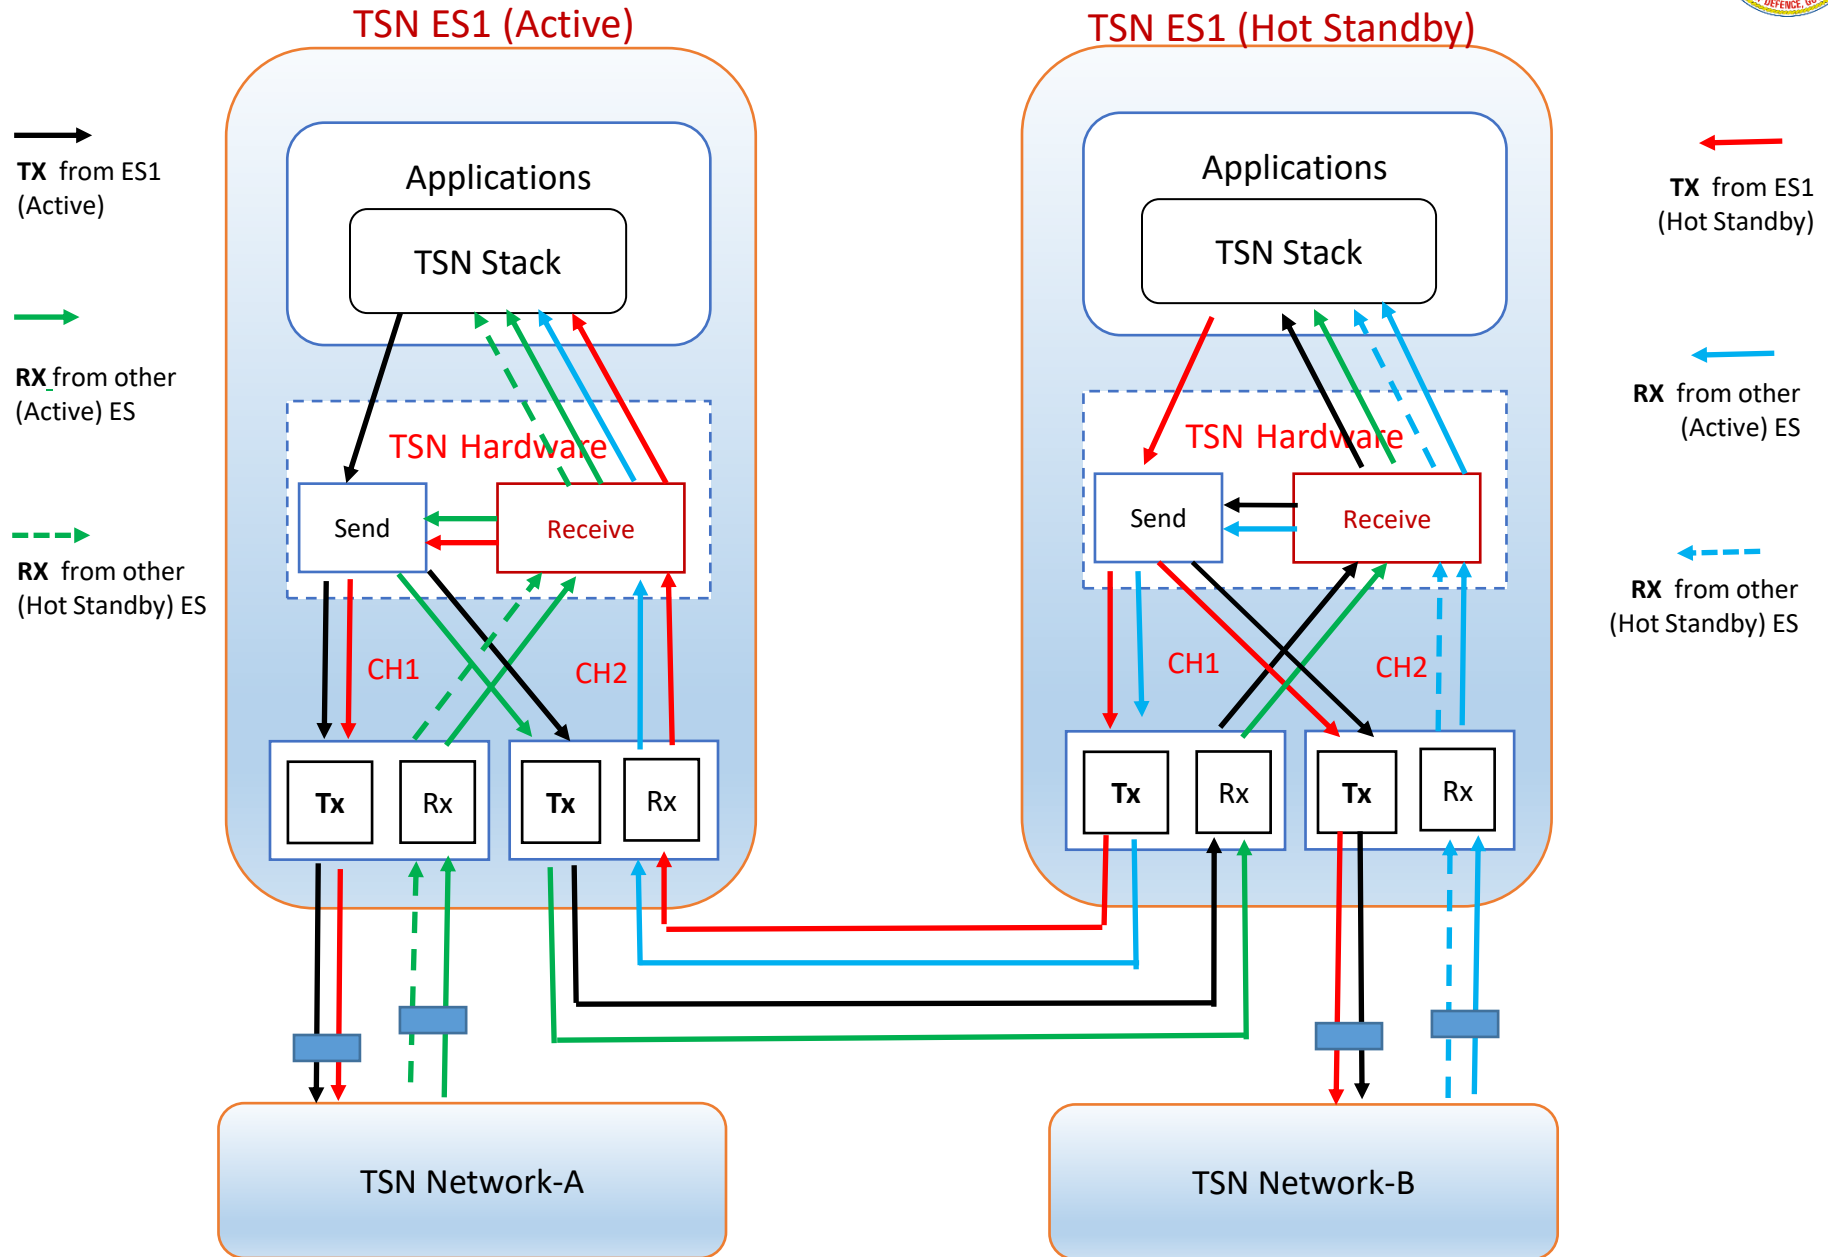 TSN ES1 (Active)
TSN ES1 (Hot Standby)
DEFENCE,
TX from ES1
(Active)
RX from other
(Active) ES
RX from other
(Hot Standby) ES
Applications
TSN Stack
TSN Hardware
Send
Receive
CH1
CH2
Tx
Rx
Tx
Rx
TSN Network-A
Applications
TSN Stack
TSN Hardware
Send
Receive
CH1
CH2
Tx
Rx
Tx
Rx
TSN Network-B
TX from ES1
(Hot Standby)
RX from other
(Active) ES
RX from other
(Hot Standby) ES